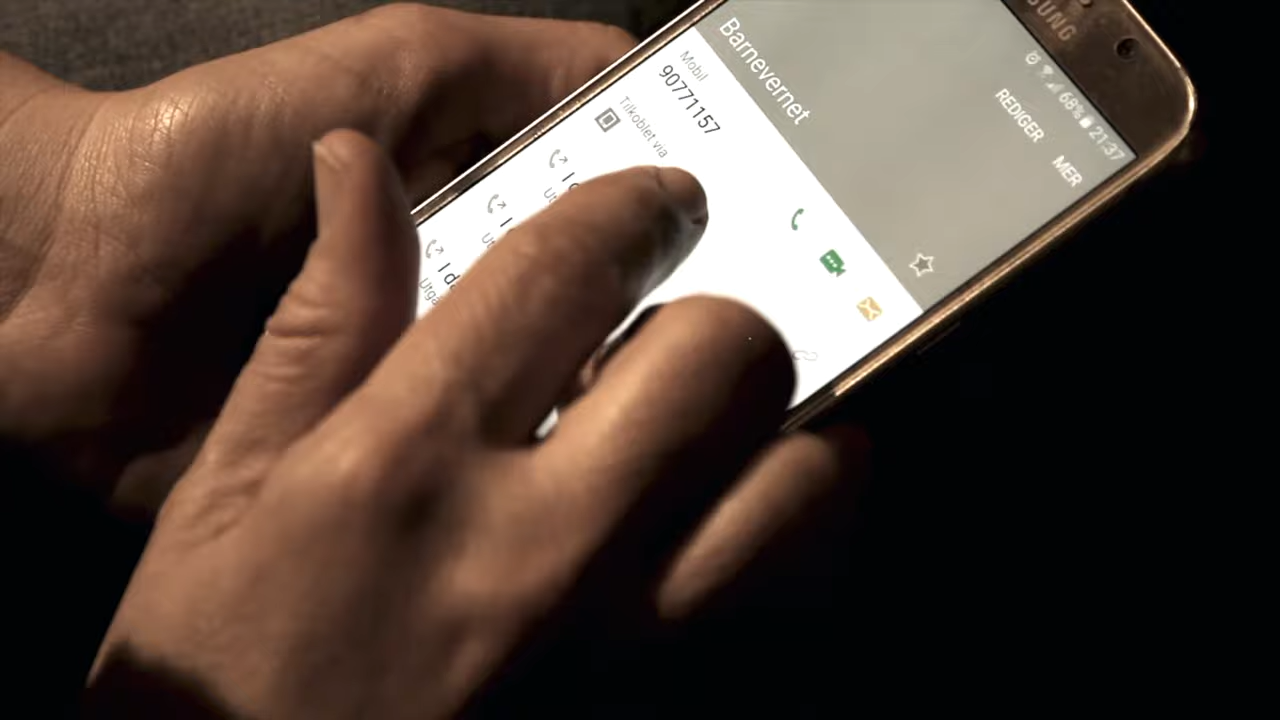 SUNG
68% 21:37
REDIGER MER
Barnevernet
Mobil
90771157
Tilkoblet via